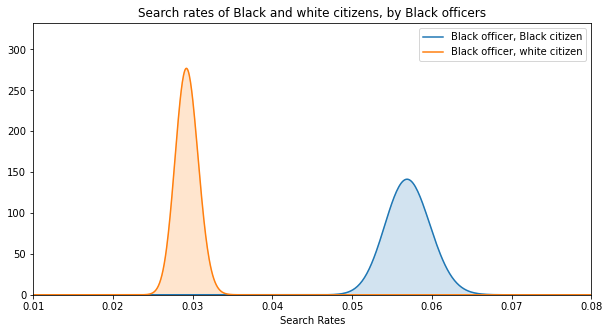 Search rates of Black and white citizens, by Black officers
Black officer, Black citizen
Black officer, white citizen
300
250
200
150
100
50
0
0.01 0.02 0.03 0.04 0.05 0.06 0.07 0.08
Search Rates